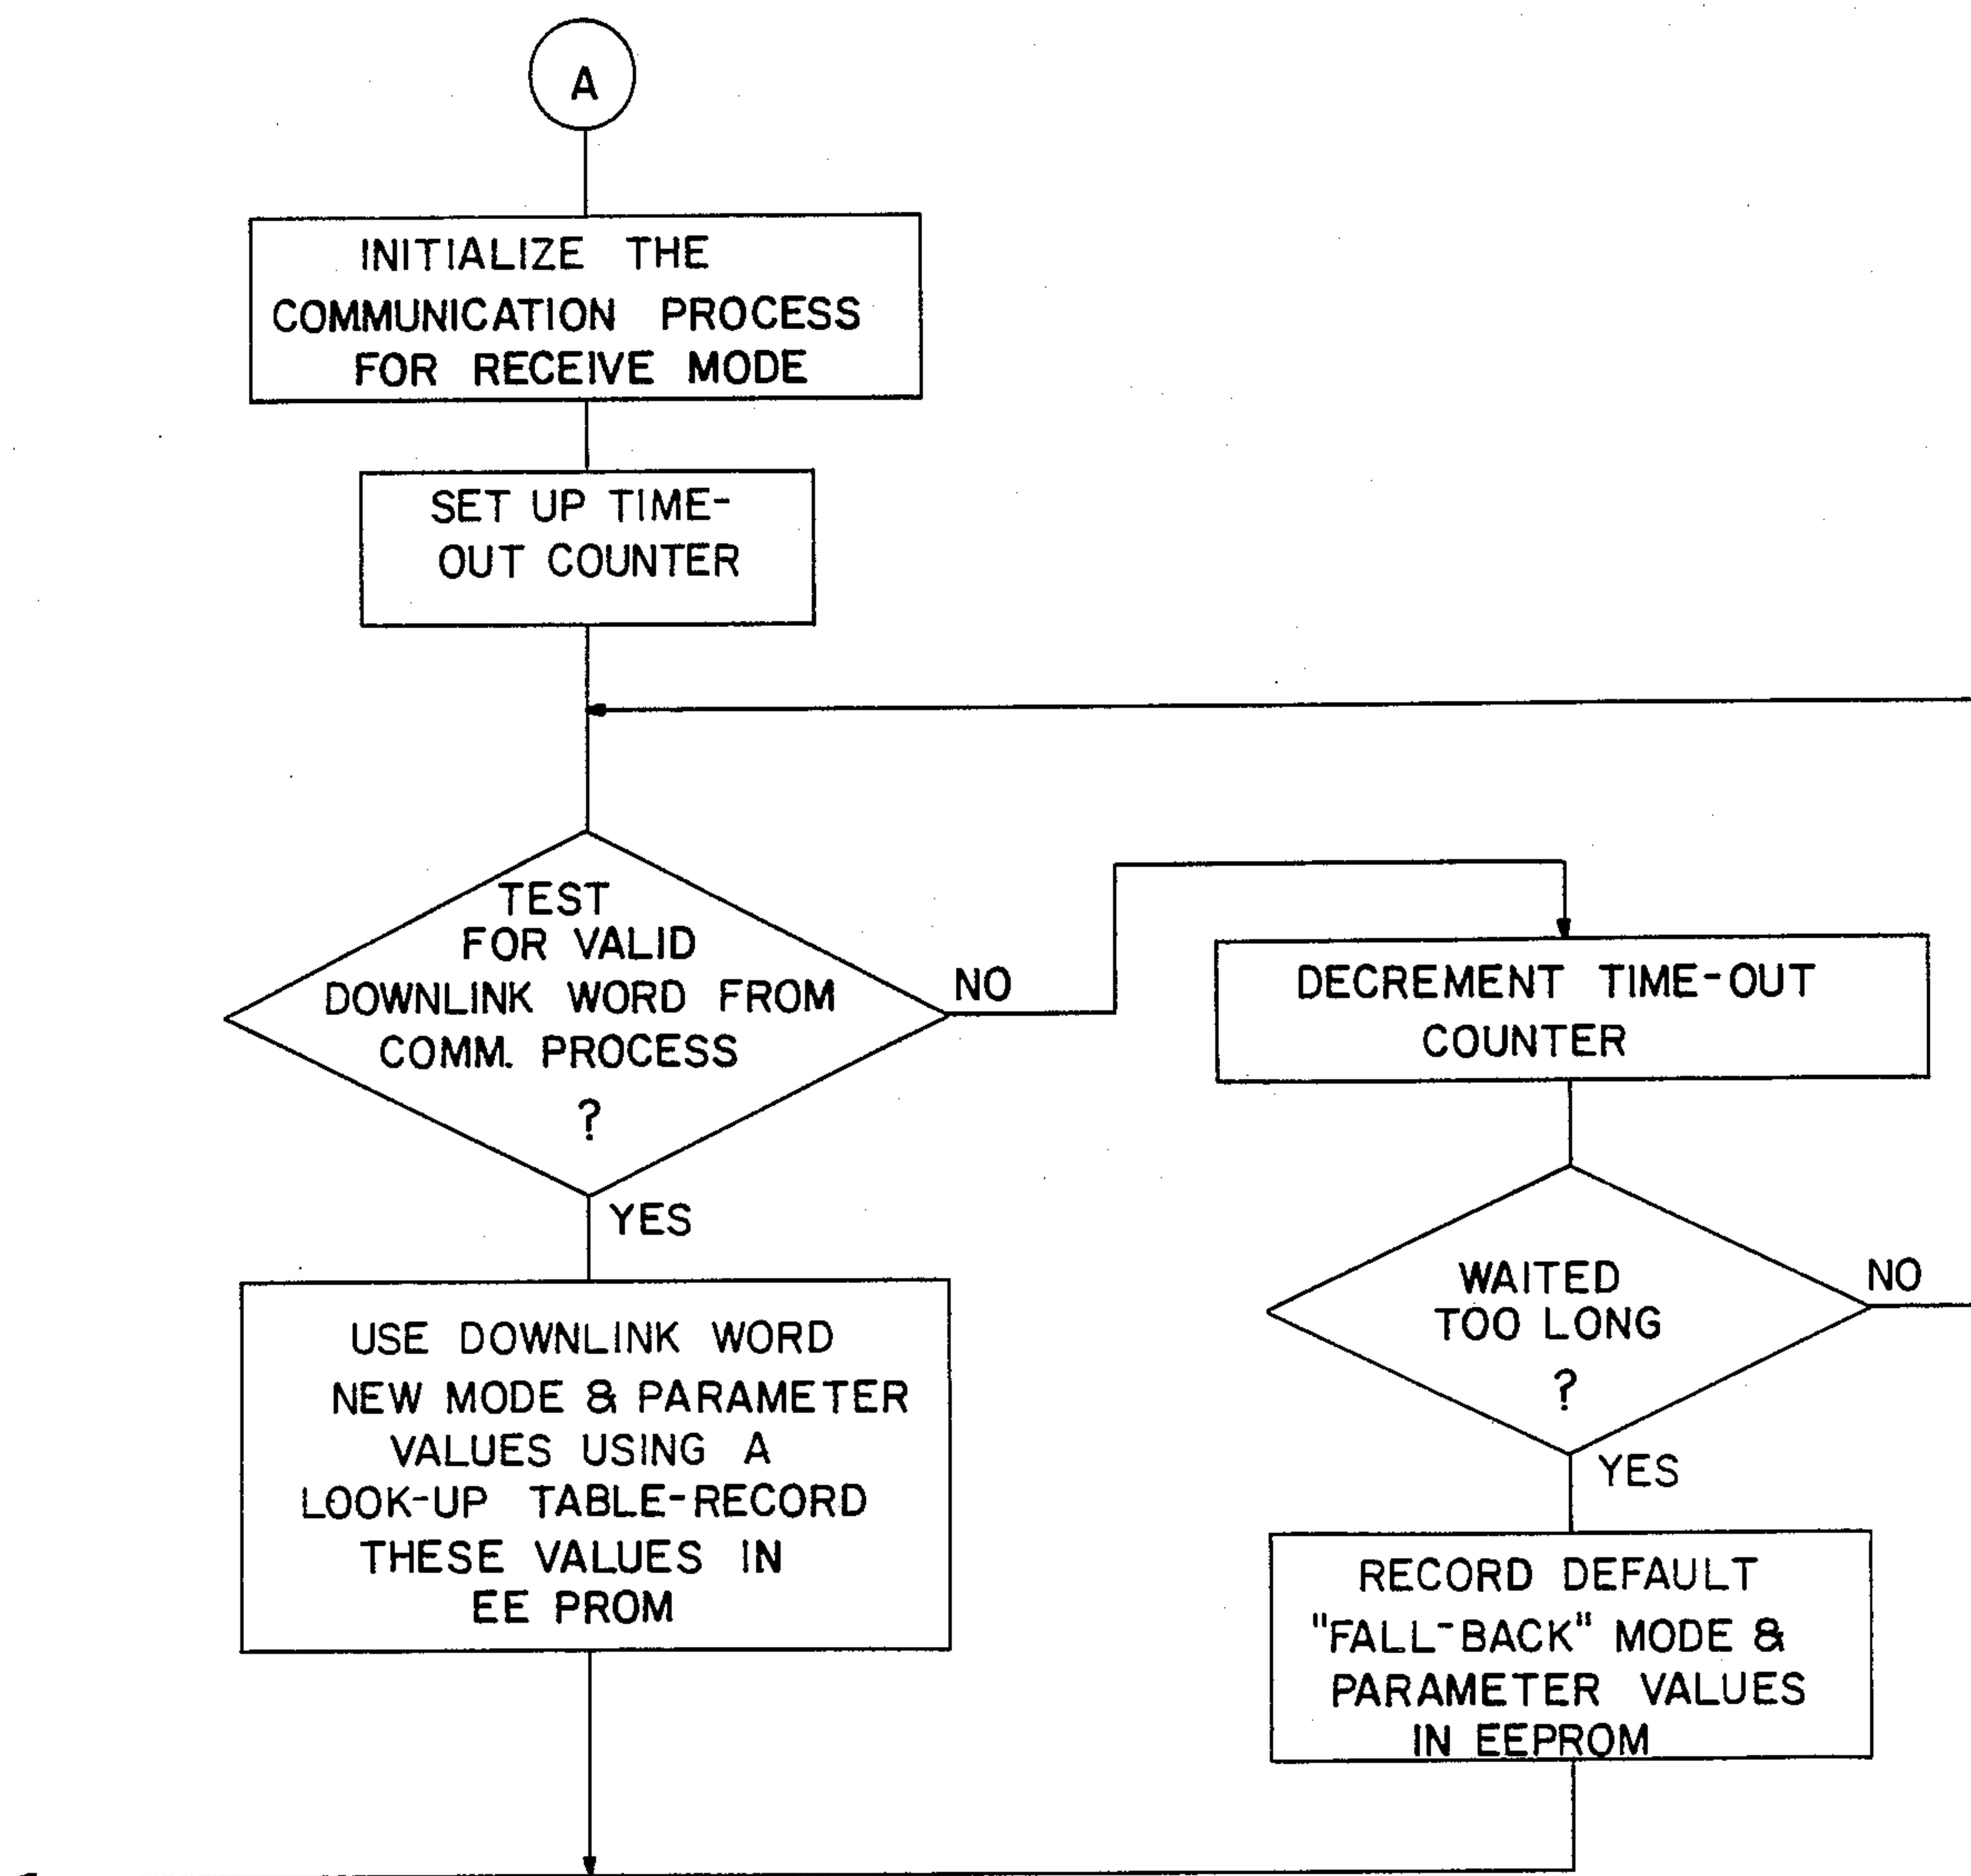 A
INITIALIZE THE
COMMUNICATION PROCESS
FOR RECEIVE MODE
SET UP TIME-
OUT COUNTER
TEST
FOR VALID
DOWNLINK WORD FROM
COMM. PROCESS
?
NO
YES
DECREMENT TIME-OUT
COUNTER
WAITED
TOO LONG
?
NO
YES
USE DOWNLINK WORD
NEW MODE & PARAMETER
VALUES USING A
LOOK-UP TABLE-RECORD
THESE VALUES IN
EE PROM
RECORD DEFAULT
"FALL-BACK" MODE &
PARAMETER VALUES
IN EEPROM